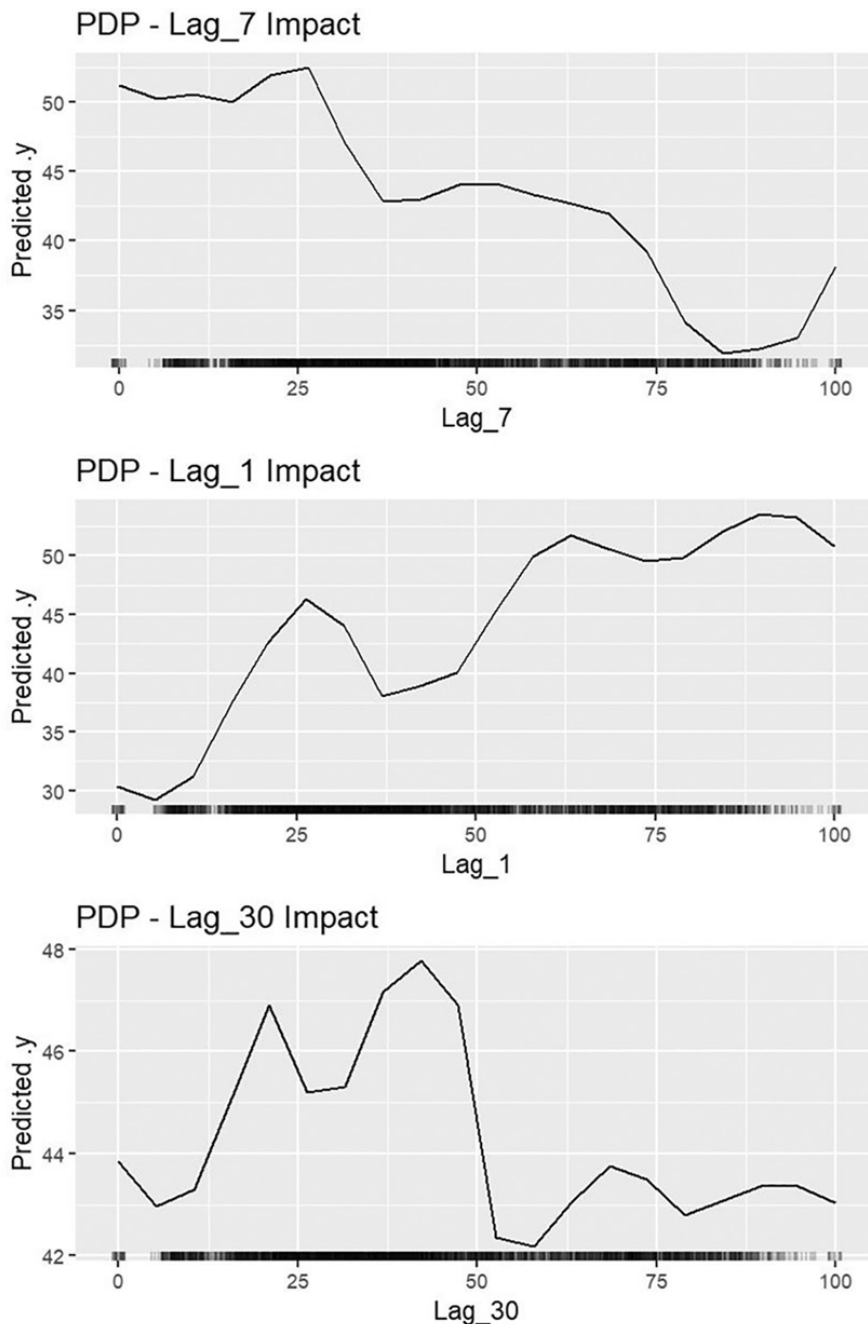 PDP - Lag_7 Impact
Predicted .y
50
45
40
35
0 25 50 75 100
Lag_7
PDP - Lag_1 Impact
Predicted .y
50
45
40
35
30
0 25 50 75 100
Lag_1
PDP - Lag_30 Impact
Predicted .y
48
46
44
42
0 25 50 75 100
Lag_30